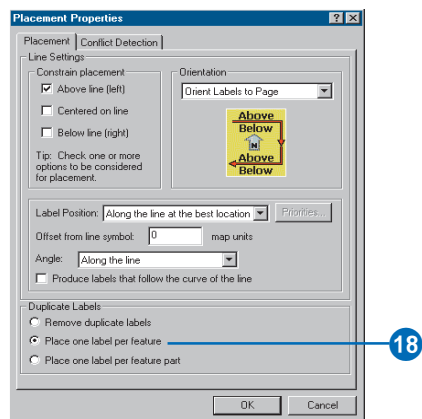 Placement Properties
Placement
Conflict Detection
Line Settings
Constrain placement
Above line (left)
Centered on line
Below line (right)
Tip: Check one or more
options to be considered
for placement.
Orientation
Orient Labels to Page
Above
Below
N
Above
Below
Label Position: Along the line at the best location Priorities...
Offset from line symbol: 0 map units
Angle: Along the line
Produce labels that follow the curve of the line
Duplicate Labels
Remove duplicate labels
Place one label per feature
Place one label per feature part
18
OK Cancel